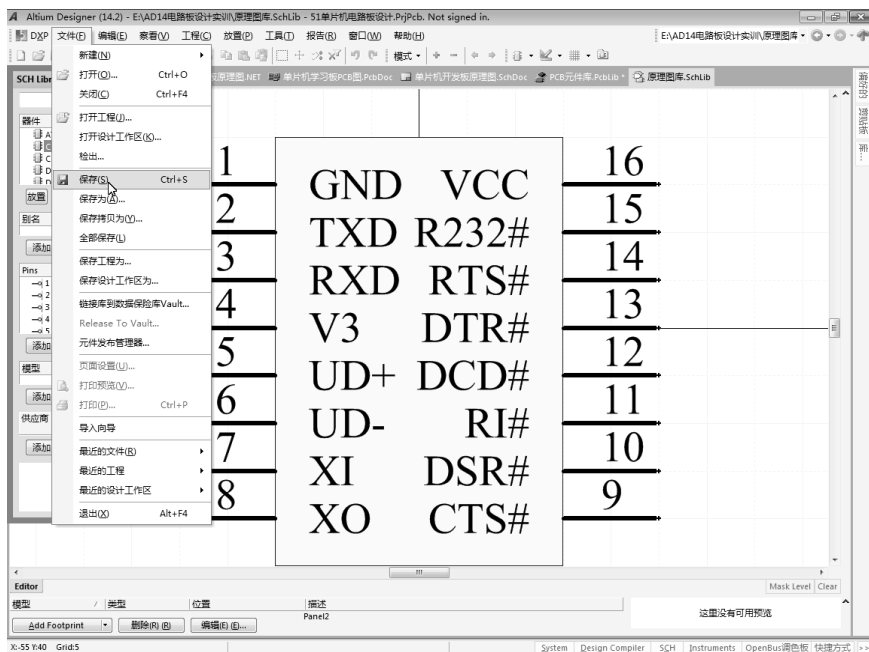 Altium Designer (14.2) - E:\AD14电路板设计实训\原理图库.SchLib - 51单片机电路板设计.PrjPcb. Not signed in.
DXP 文件(F) 编辑(E) 察看(V) 工程(C) 放置(P) 工具(T) 报告(R) 窗口(W) 帮助(H) E:\AD14电路板设计实训\原理图库
模式
SCH Libr
原理图.NET 单片机学习板PCB图.PcbDoc 单片机开发板原理图.SchDoc PCB元件库.PcbLib * 原理图库.SchLib
新建(N)
打开(O)... Ctrl+O
关闭(C) Ctrl+F4
打开工程(J)...
打开设计工作区(K)...
检出...
保存(S) Ctrl+S
保存为(A)...
保存拷贝为(Y)...
全部保存(L)
保存工程为...
保存设计工作区为...
链接库到数据保险库Vault...
Release To Vault...
元件发布管理器...
页面设置(U)...
打印预览(V)...
打印(P)... Ctrl+P
导入向导
最近的文件(R)
最近的工程
最近的设计工作区
退出(X) Alt+F4
器件
放置
别名
添加
Pins
1
2
3
4
5
添加
模型
添加
供应商
添加
1 GND VCC 16
2 TXD R232# 15
3 RXD RTS# 14
4 V3 DTR# 13
5 UD+ DCD# 12
6 UD- RI# 11
7 XI DSR# 10
8 XO CTS# 9
偏好的
剪贴板
库...
Editor Mask Level Clear
模型 / 类型 位置 描述
Panel2
这里没有可用预览
Add Footprint 删除(R) (R) 编辑(E) (E)...
X:-55 Y:40 Grid:5 System Design Compiler SCH Instruments OpenBus调色板 快捷方式 >>